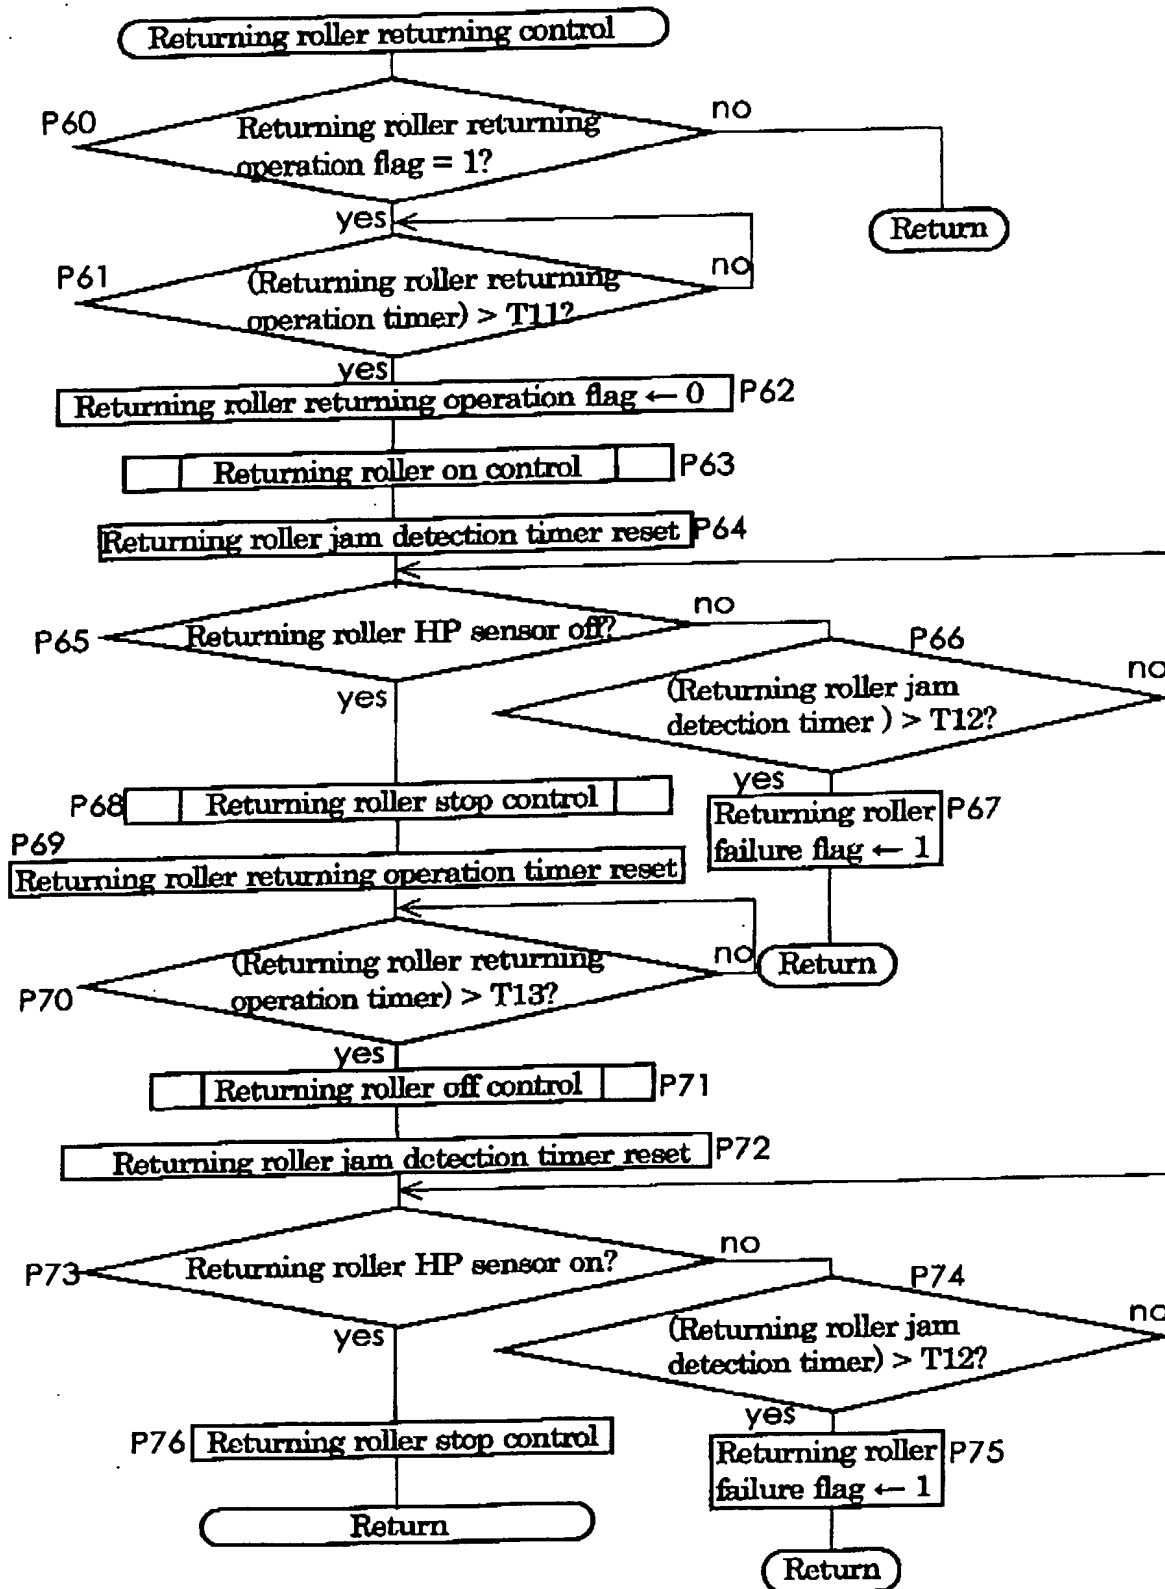 Returning roller returning control
P60
Returning roller returning
operation flag = 1?
no
Return
yes
P61
(Returning roller returning
operation timer) > T11?
no
yes
Returning roller returning operation flag ← 0
P62
Returning roller on control
P63
Returning roller jam detection timer reset
P64
P65
Returning roller HP sensor off?
no
yes
P66
(Returning roller jam
detection timer ) > T12?
no
yes
Returning roller
failure flag ← 1
P67
Return
P68
Returning roller stop control
P69
Returning roller returning operation timer reset
P70
(Returning roller returning
operation timer) > T13?
no
yes
Returning roller off control
P71
Returning roller jam detection timer reset
P72
P73
Returning roller HP sensor on?
no
yes
P74
(Returning roller jam
detection timer) > T12?
no
yes
Returning roller
failure flag ← 1
P75
Return
P76
Returning roller stop control
Return